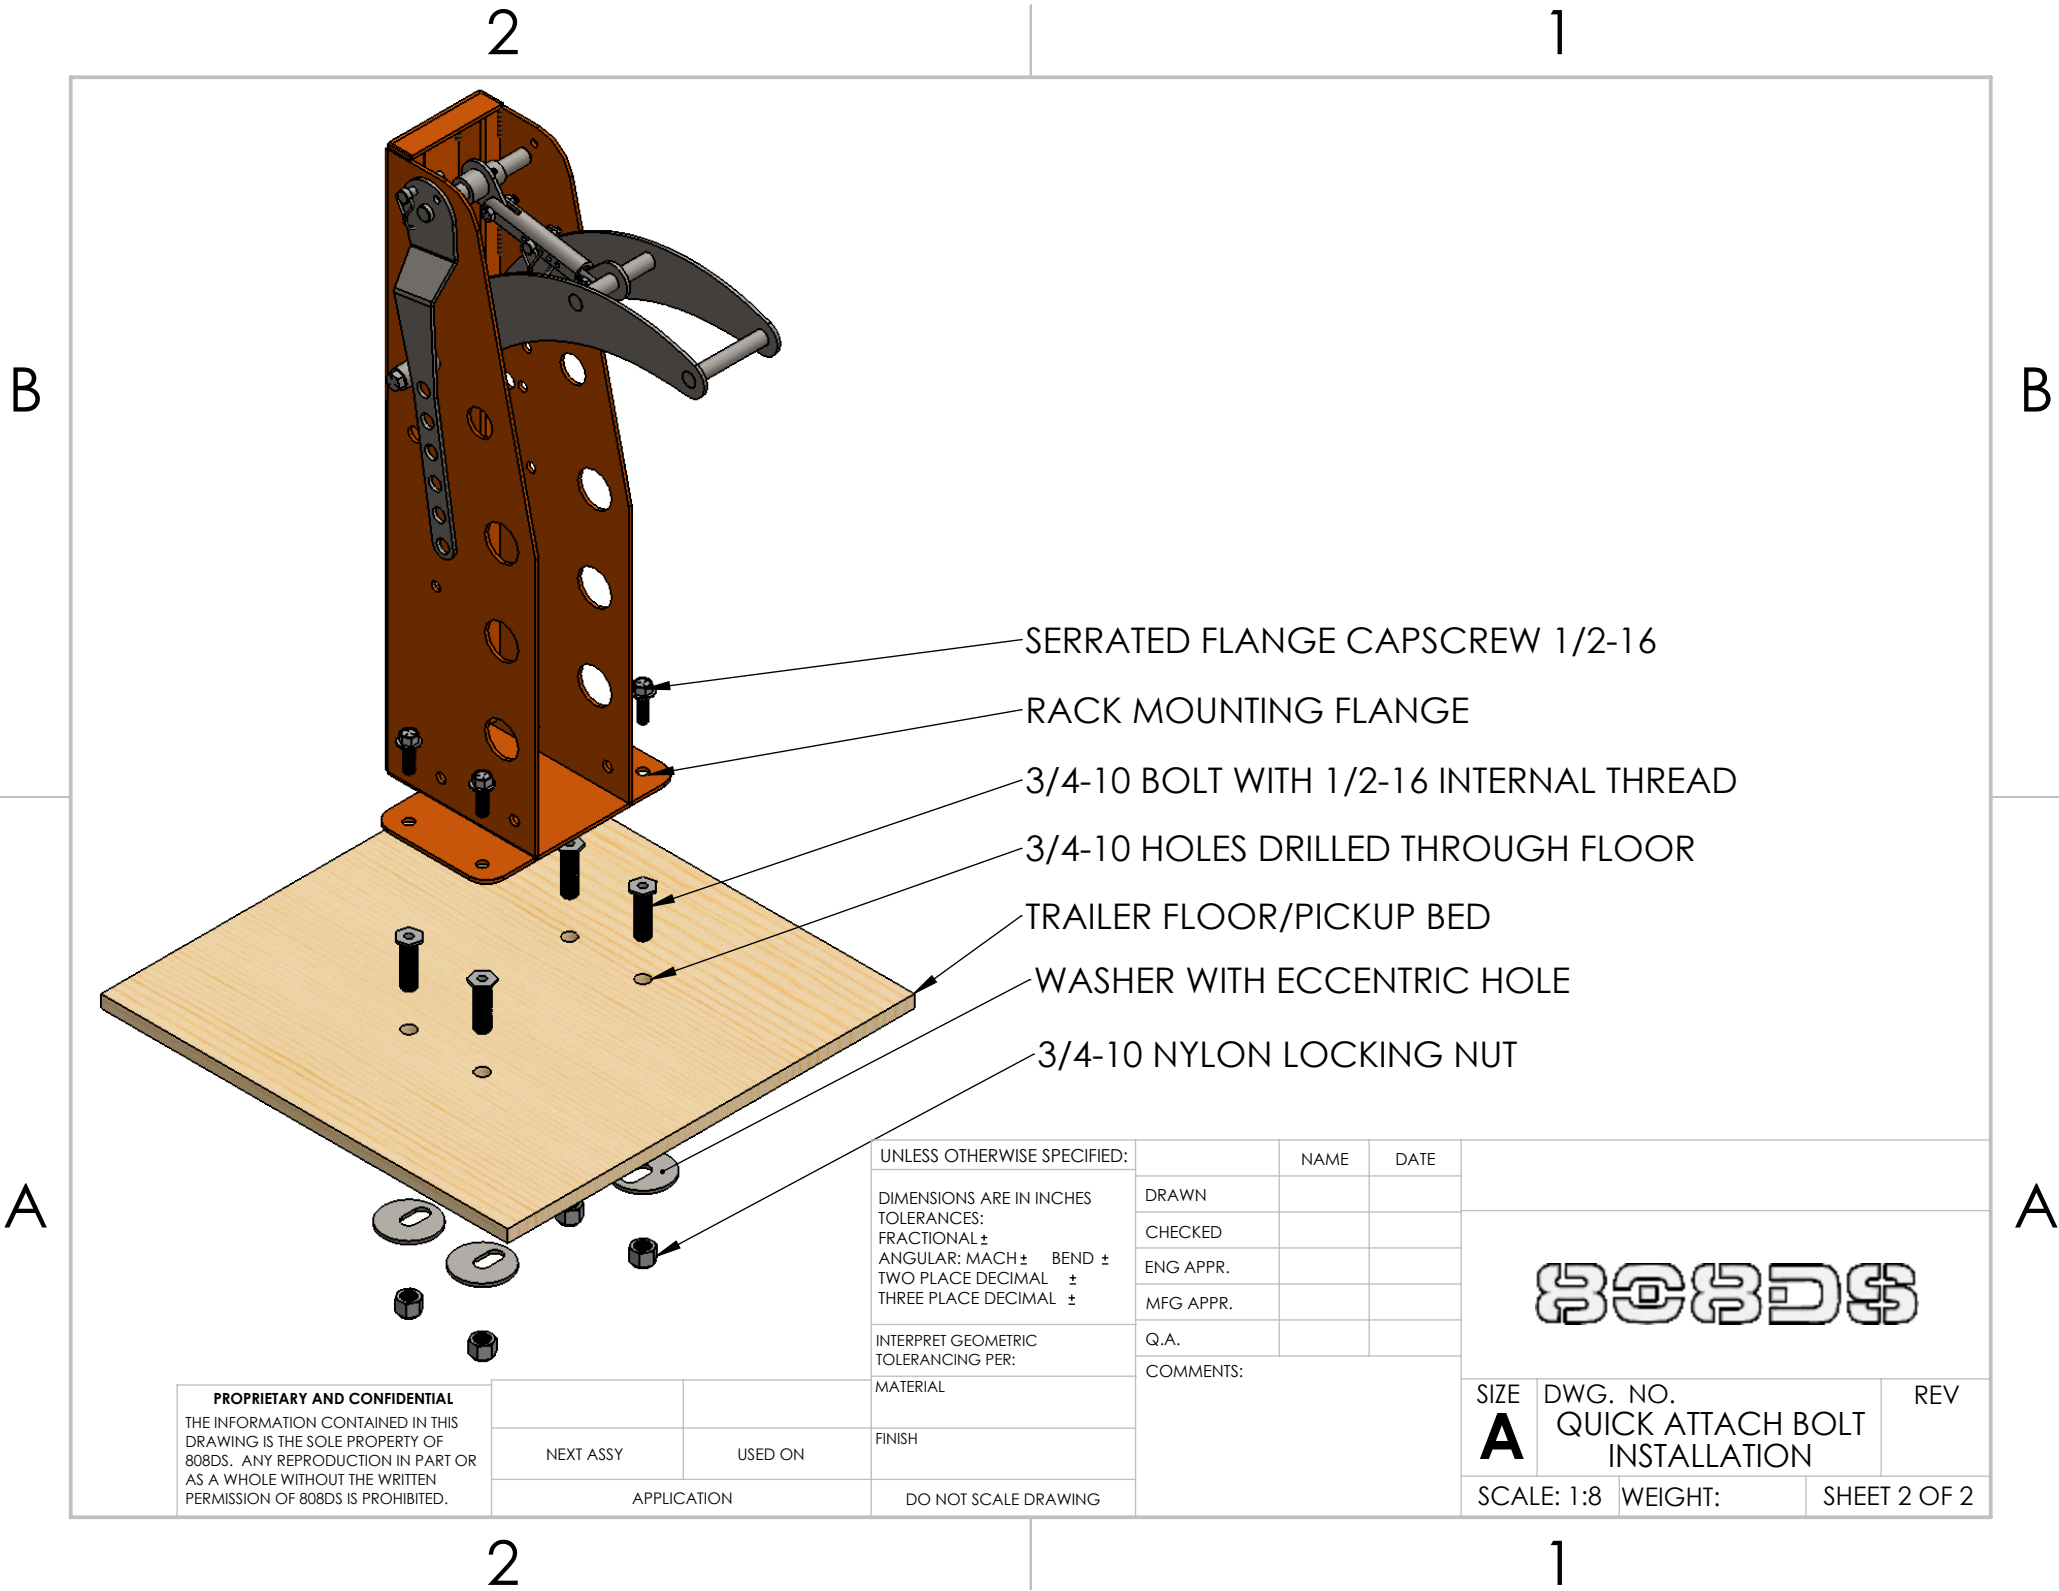 2
1
B
B
SERRATED FLANGE CAPSCREW 1/2-16
RACK MOUNTING FLANGE
3/4-10 BOLT WITH 1/2-16 INTERNAL THREAD
3/4-10 HOLES DRILLED THROUGH FLOOR
TRAILER FLOOR/PICKUP BED
WASHER WITH ECCENTRIC HOLE
3/4-10 NYLON LOCKING NUT
A
A
UNLESS OTHERWISE SPECIFIED:
DIMENSIONS ARE IN INCHES
TOLERANCES:
FRACTIONAL ±
ANGULAR: MACH ± BEND ±
TWO PLACE DECIMAL ±
THREE PLACE DECIMAL ±
INTERPRET GEOMETRIC
TOLERANCING PER:
MATERIAL
FINISH
DO NOT SCALE DRAWING
NAME DATE
DRAWN
CHECKED
ENG APPR.
MFG APPR.
Q.A.
COMMENTS:
808DS
SIZE
A
DWG. NO.
QUICK ATTACH BOLT
INSTALLATION
REV
SCALE: 1:8 WEIGHT: SHEET 2 OF 2
PROPRIETARY AND CONFIDENTIAL
THE INFORMATION CONTAINED IN THIS
DRAWING IS THE SOLE PROPERTY OF
808DS. ANY REPRODUCTION IN PART OR
AS A WHOLE WITHOUT THE WRITTEN
PERMISSION OF 808DS IS PROHIBITED.
NEXT ASSY USED ON
APPLICATION
2
1